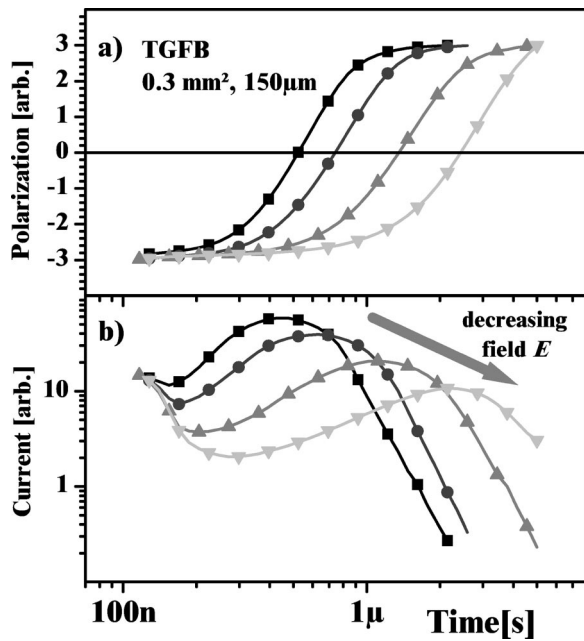 a)
TGFB
0.3 mm², 150μm
Polarization [arb.]
3
2
1
0
-1
-2
-3
b)
decreasing
field E
Current [arb.]
10
1
100n
1μ
Time[s]